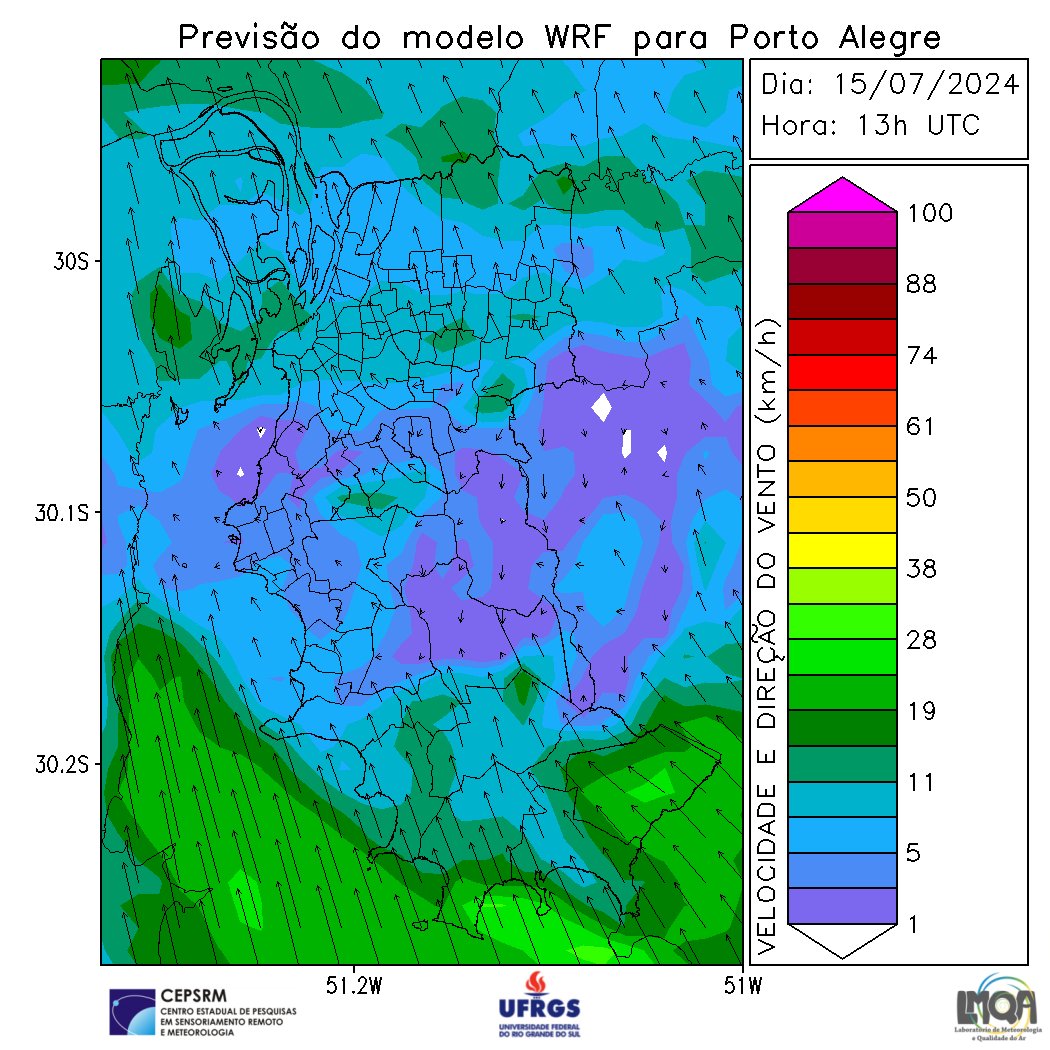 Previsão do modelo WRF para Porto Alegre
Dia: 15/07/2024
Hora: 13h UTC
30S
30.1S
30.2S
51.2W
51W
VELOCIDADE E DIREÇÃO DO VENTO (km/h)
100
88
74
61
50
38
28
19
11
5
1
CEPSRM
CENTRO ESTADUAL DE PESQUISAS
EM SENSORIAMENTO REMOTO
E METEOROLOGIA
UFRGS
UNIVERSIDADE FEDERAL
DO RIO GRANDE DO SUL
LMQA
Laboratório de Meteorologia
e Qualidade do Ar